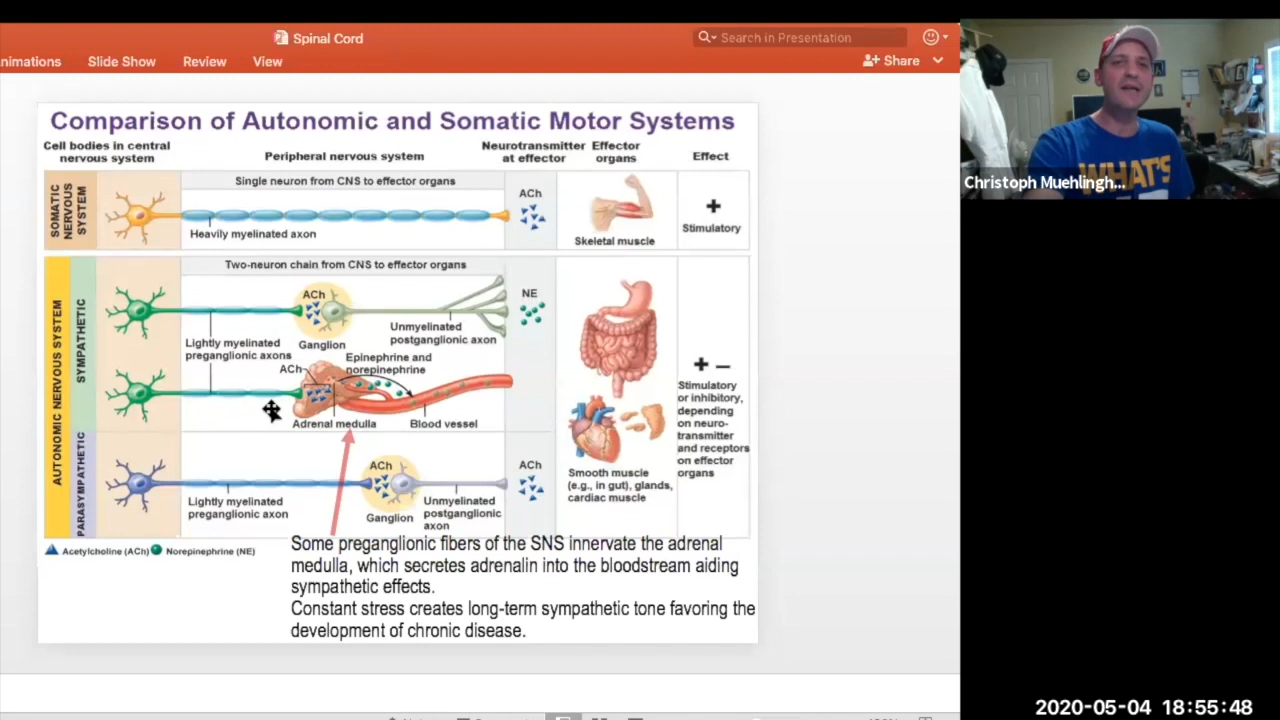 Spinal Cord
Search in Presentation
nimations
Slide Show
Review
View
Share
Comparison of Autonomic and Somatic Motor Systems
Cell bodies in central
nervous system
Peripheral nervous system
Neurotransmitter
at effector
Effector
organs
Effect
SOMATIC
NERVOUS
SYSTEM
Single neuron from CNS to effector organs
Heavily myelinated axon
ACh
Skeletal muscle
+
Stimulatory
AUTONOMIC NERVOUS SYSTEM
SYMPATHETIC
Two-neuron chain from CNS to effector organs
ACh
NE
Lightly myelinated
preganglionic axons
Ganglion
Unmyelinated
postganglionic axon
Epinephrine and
norepinephrine
ACh
Adrenal medulla
Blood vessel
+ –
Stimulatory
or inhibitory,
depending
on neuro-
transmitter
and receptors
on effector
organs
PARASYMPATHETIC
ACh
ACh
Lightly myelinated
preganglionic axon
Ganglion
Unmyelinated
postganglionic
axon
Smooth muscle
(e.g., in gut), glands,
cardiac muscle
Acetylcholine (ACh)
Norepinephrine (NE)
Some preganglionic fibers of the SNS innervate the adrenal
medulla, which secretes adrenalin into the bloodstream aiding
sympathetic effects.
Constant stress creates long-term sympathetic tone favoring the
development of chronic disease.
WHAT'S
Christoph Muehlingh...
2020-05-04 18:55:48